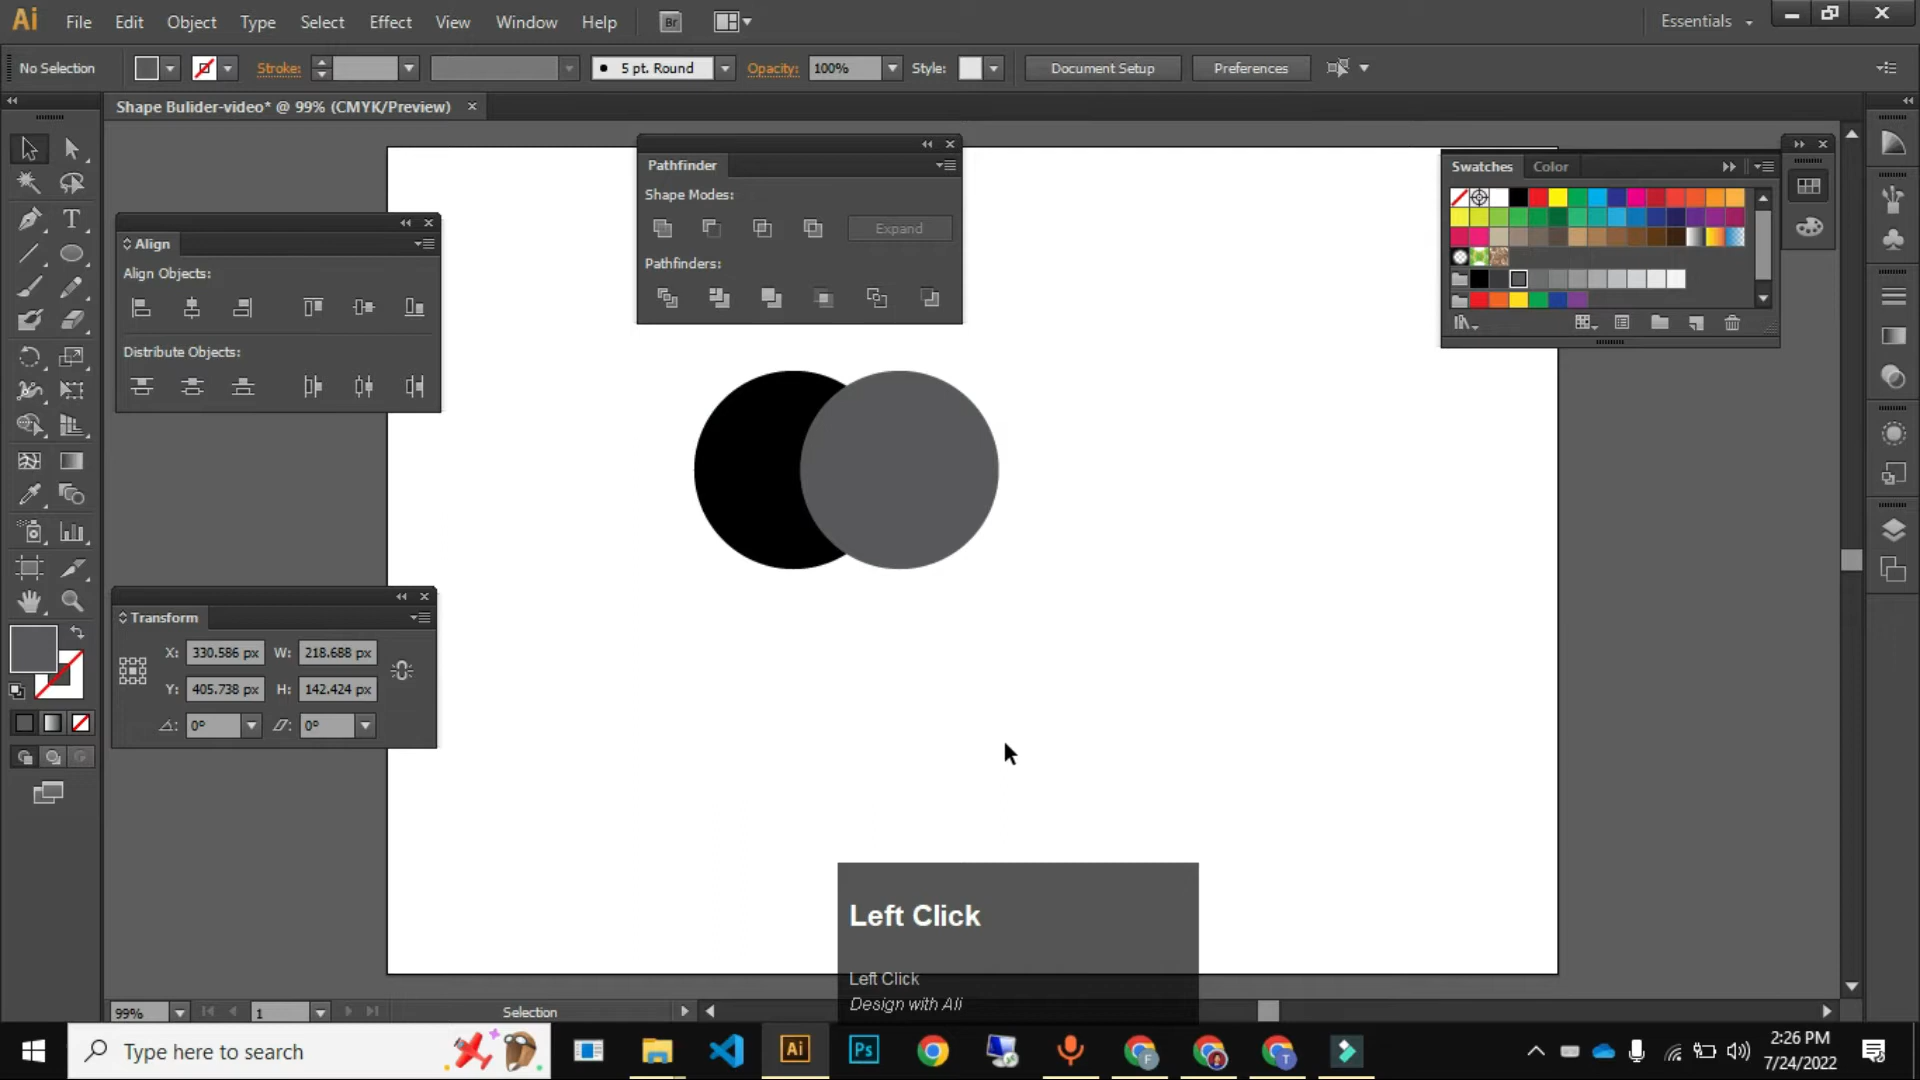 Ai File Edit Object Type Select Effect View Window Help Br Essentials
No Selection Stroke: 5 pt. Round Opacity: 100% Style: Document Setup Preferences
Shape Bulider-video* @ 99% (CMYK/Preview)
Pathfinder
Shape Modes:
Expand
Pathfinders:
Swatches Color
Align
Align Objects:
Distribute Objects:
Transform
X: 330.586 px W: 218.688 px
Y: 405.738 px H: 142.424 px
0° 0°
Left Click
Left Click
Design with Ali
99% 1 Selection
Type here to search
Ai Ps F T
2:26 PM
7/24/2022